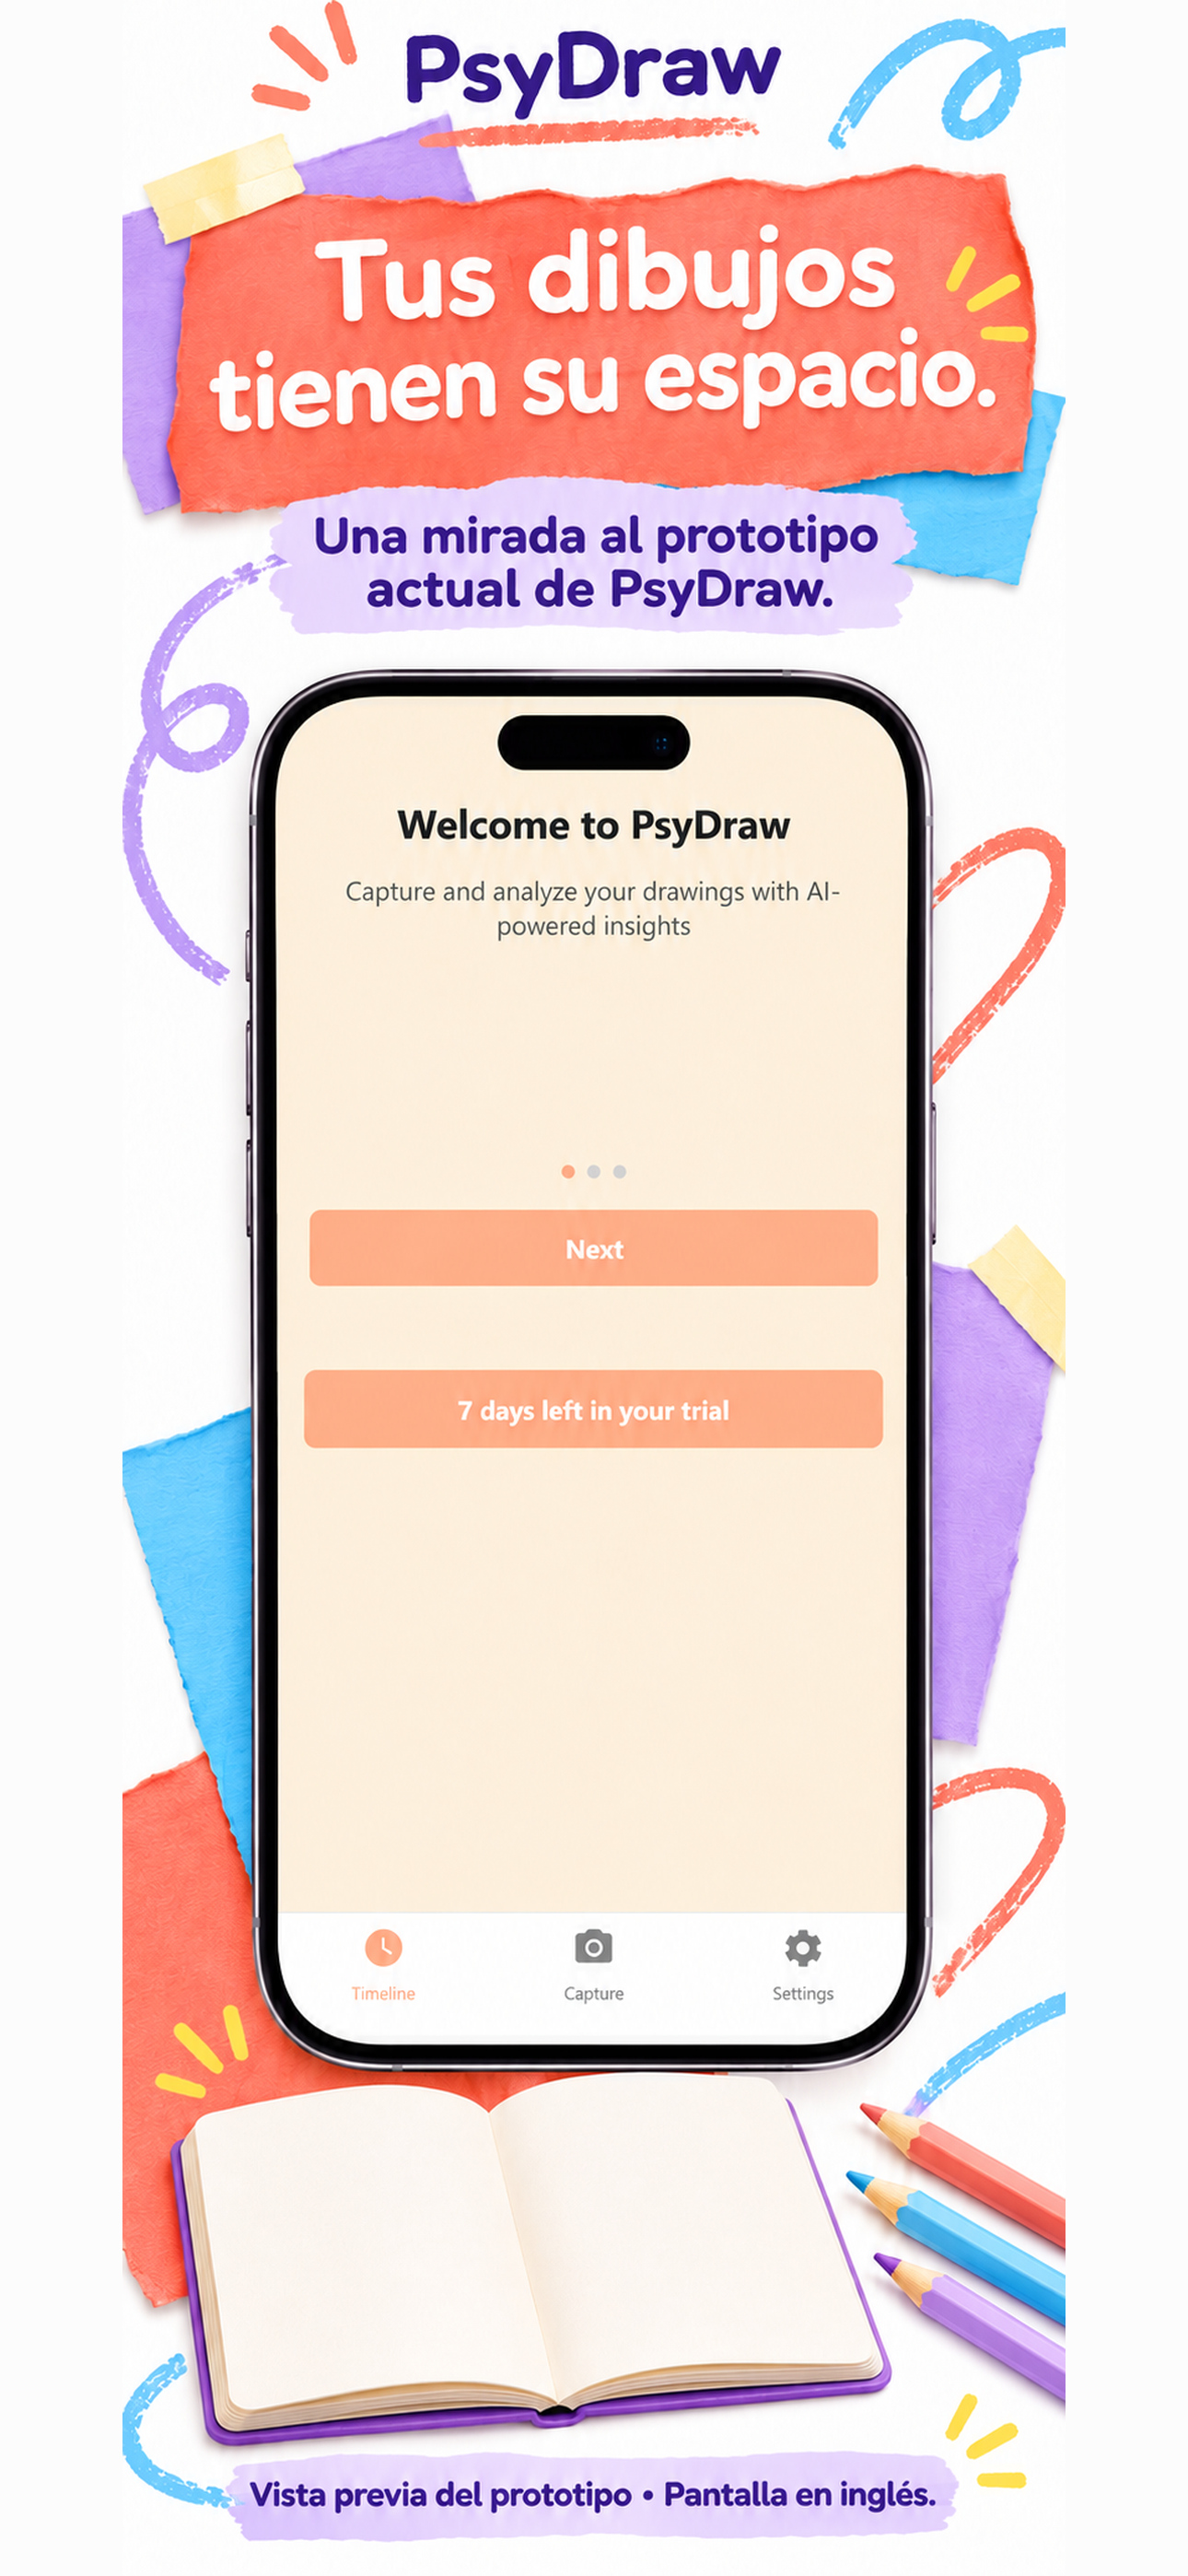 PsyDraw
Tus dibujos
tienen su espacio.
Una mirada al prototipo
actual de PsyDraw.
Welcome to PsyDraw
Capture and analyze your drawings with AI-
powered insights
Next
7 days left in your trial
Timeline
Capture
Settings
Vista previa del prototipo • Pantalla en inglés.